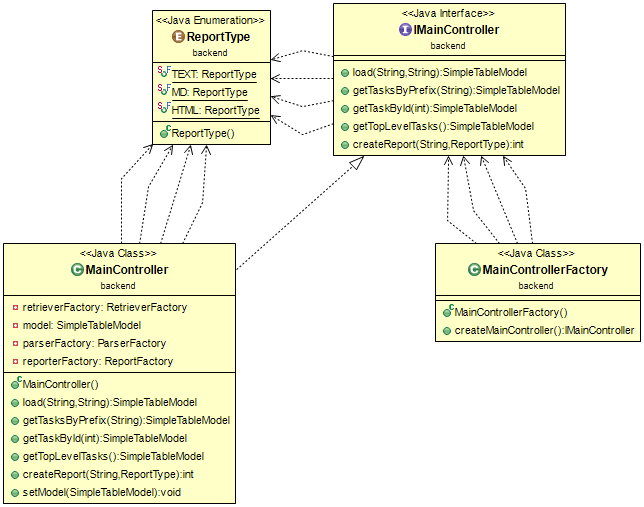 <<Java Enumeration>>
E ReportType
backend
S F TEXT: ReportType
S F MD: ReportType
S F HTML: ReportType
C ReportType()
<<Java Interface>>
I IMainController
backend
load(String,String):SimpleTableModel
getTasksByPrefix(String):SimpleTableModel
getTaskById(int):SimpleTableModel
getTopLevelTasks():SimpleTableModel
createReport(String,ReportType):int
<<Java Class>>
C MainController
backend
retrieverFactory: RetrieverFactory
model: SimpleTableModel
parserFactory: ParserFactory
reporterFactory: ReportFactory
C MainController()
load(String,String):SimpleTableModel
getTasksByPrefix(String):SimpleTableModel
getTaskById(int):SimpleTableModel
getTopLevelTasks():SimpleTableModel
createReport(String,ReportType):int
setModel(SimpleTableModel):void
<<Java Class>>
C MainControllerFactory
backend
C MainControllerFactory()
createMainController():IMainController